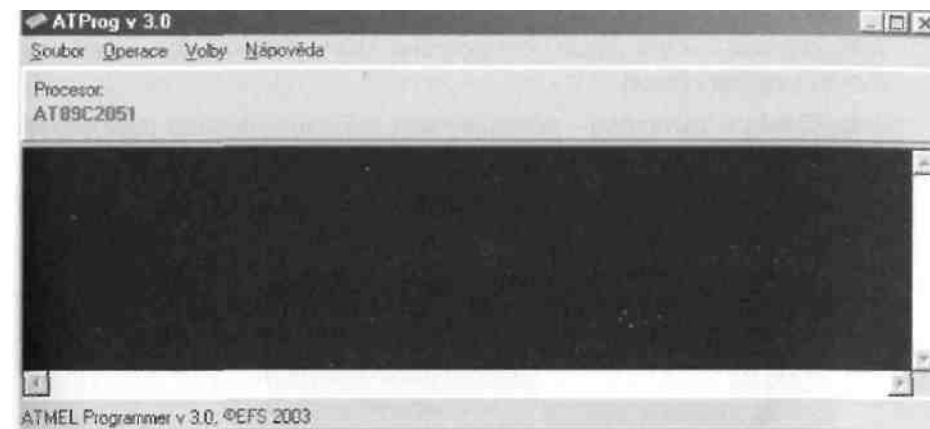 ATProg v 3.0
Soubor Operace Volby Nápověda
Procesor:
AT89C2051
ATMEL Programmer v 3.0, ©EFS 2003